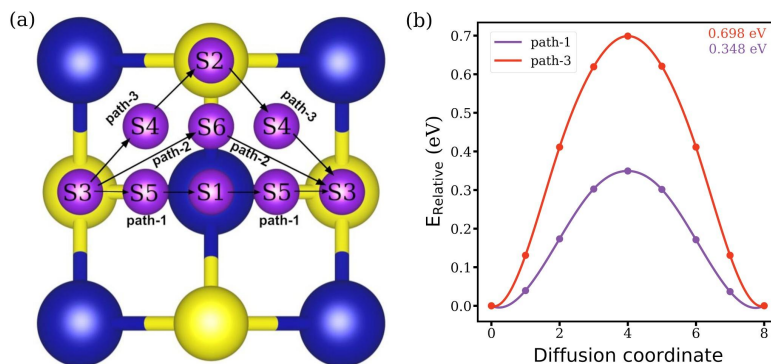 (a)
S2
path-3
path-3
S4
S6
S4
path-2
path-2
S3
S5
S1
S5
S3
path-1
path-1
(b)
0.698 eV
0.348 eV
path-1
path-3
E_Relative (eV)
0.7
0.6
0.5
0.4
0.3
0.2
0.1
0.0
0
2
4
6
8
Diffusion coordinate